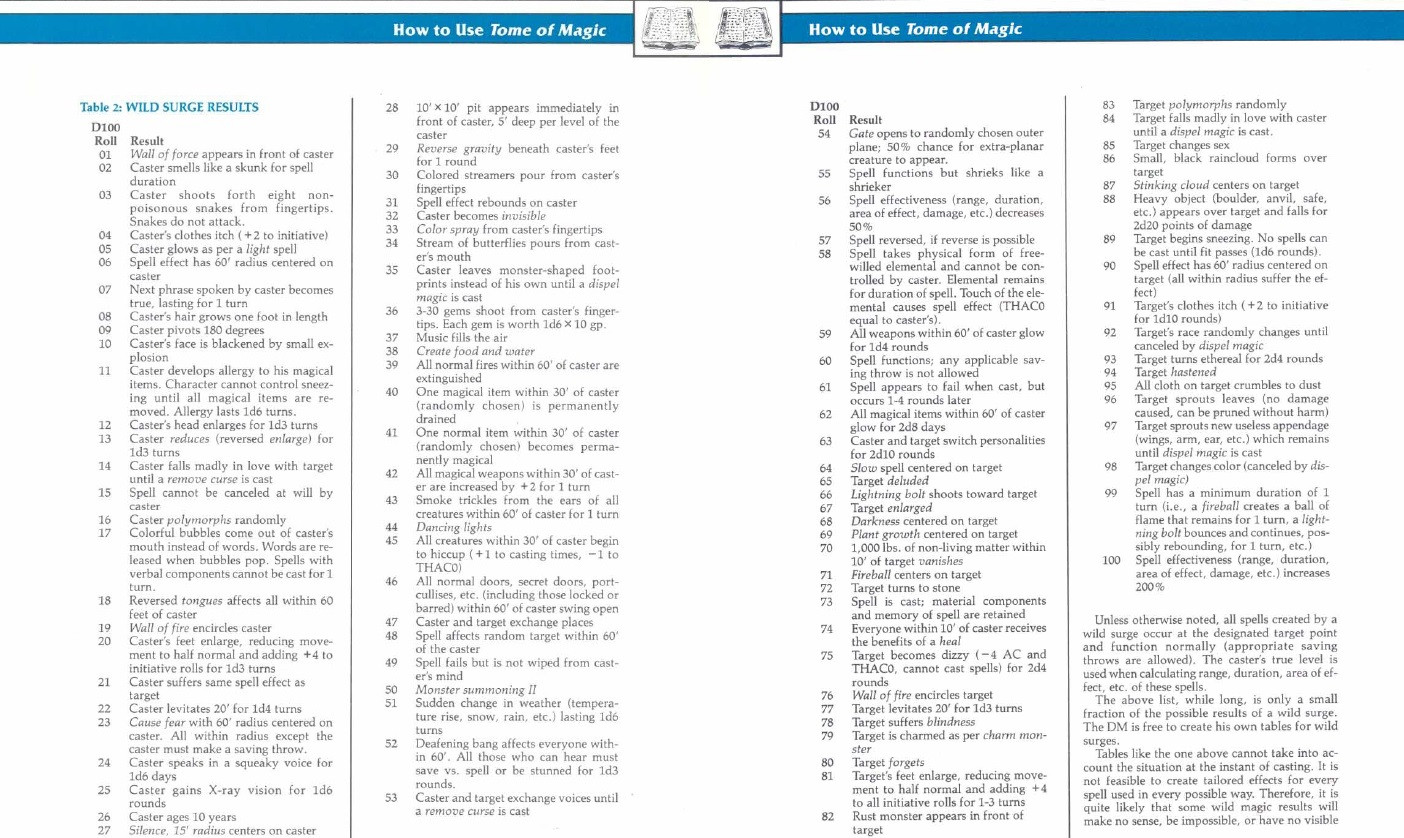 How to Use Tome of Magic
How to Use Tome of Magic
Table 2: WILD SURGE RESULTS
D100
Roll Result
01 Wall of force appears in front of caster
02 Caster smells like a skunk for spell
duration
03 Caster shoots forth eight non-
poisonous snakes from fingertips.
Snakes do not attack.
04 Caster's clothes itch (+2 to initiative)
05 Caster glows as per a light spell
06 Spell effect has 60' radius centered on
caster
07 Next phrase spoken by caster becomes
true, lasting for 1 turn
08 Caster's hair grows one foot in length
09 Caster pivots 180 degrees
10 Caster's face is blackened by small ex-
plosion
11 Caster develops allergy to his magical
items. Character cannot control sneez-
ing until all magical items are re-
moved. Allergy lasts 1d6 turns.
12 Caster's head enlarges for 1d3 turns
13 Caster reduces (reversed enlarge) for
1d3 turns
14 Caster falls madly in love with target
until a remove curse is cast
15 Spell cannot be canceled at will by
caster
16 Caster polymorphs randomly
17 Colorful bubbles come out of caster's
mouth instead of words. Words are re-
leased when bubbles pop. Spells with
verbal components cannot be cast for 1
turn.
18 Reversed tongues affects all within 60
feet of caster
19 Wall of fire encircles caster
20 Caster's feet enlarge, reducing move-
ment to half normal and adding +4 to
initiative rolls for 1d3 turns
21 Caster suffers same spell effect as
target
22 Caster levitates 20' for 1d4 turns
23 Cause fear with 60' radius centered on
caster. All within radius except the
caster must make a saving throw.
24 Caster speaks in a squeaky voice for
1d6 days
25 Caster gains X-ray vision for 1d6
rounds
26 Caster ages 10 years
27 Silence, 15' radius centers on caster
28 10' × 10' pit appears immediately in
front of caster, 5' deep per level of the
caster
29 Reverse gravity beneath caster's feet
for 1 round
30 Colored streamers pour from caster's
fingertips
31 Spell effect rebounds on caster
32 Caster becomes invisible
33 Color spray from caster's fingertips
34 Stream of butterflies pours from cast-
er's mouth
35 Caster leaves monster-shaped foot-
prints instead of his own until a dispel
magic is cast
36 3-30 gems shoot from caster's finger-
tips. Each gem is worth 1d6 × 10 gp.
37 Music fills the air
38 Create food and water
39 All normal fires within 60' of caster are
extinguished
40 One magical item within 30' of caster
(randomly chosen) is permanently
drained
41 One normal item within 30' of caster
(randomly chosen) becomes perma-
nently magical
42 All magical weapons within 30' of cast-
er are increased by +2 for 1 turn
43 Smoke trickles from the ears of all
creatures within 60' of caster for 1 turn
44 Dancing lights
45 All creatures within 30' of caster begin
to hiccup (+1 to casting times, −1 to
THAC0)
46 All normal doors, secret doors, port-
cullises, etc. (including those locked or
barred) within 60' of caster swing open
47 Caster and target exchange places
48 Spell affects random target within 60'
of the caster
49 Spell fails but is not wiped from cast-
er's mind
50 Monster summoning II
51 Sudden change in weather (tempera-
ture rise, snow, rain, etc.) lasting 1d6
turns
52 Deafening bang affects everyone with-
in 60'. All those who can hear must
save vs. spell or be stunned for 1d3
rounds.
53 Caster and target exchange voices until
a remove curse is cast
D100
Roll Result
54 Gate opens to randomly chosen outer
plane; 50% chance for extra-planar
creature to appear.
55 Spell functions but shrieks like a
shrieker
56 Spell effectiveness (range, duration,
area of effect, damage, etc.) decreases
50%
57 Spell reversed, if reverse is possible
58 Spell takes physical form of free-
willed elemental and cannot be con-
trolled by caster. Elemental remains
for duration of spell. Touch of the ele-
mental causes spell effect (THAC0
equal to caster's).
59 All weapons within 60' of caster glow
for 1d4 rounds
60 Spell functions; any applicable sav-
ing throw is not allowed
61 Spell appears to fail when cast, but
occurs 1-4 rounds later
62 All magical items within 60' of caster
glow for 2d8 days
63 Caster and target switch personalities
for 2d10 rounds
64 Slow spell centered on target
65 Target deluded
66 Lightning bolt shoots toward target
67 Target enlarged
68 Darkness centered on target
69 Plant growth centered on target
70 1,000 lbs. of non-living matter within
10' of target vanishes
71 Fireball centers on target
72 Target turns to stone
73 Spell is cast; material components
and memory of spell are retained
74 Everyone within 10' of caster receives
the benefits of a heal
75 Target becomes dizzy (−4 AC and
THAC0, cannot cast spells) for 2d4
rounds
76 Wall of fire encircles target
77 Target levitates 20' for 1d3 turns
78 Target suffers blindness
79 Target is charmed as per charm mon-
ster
80 Target forgets
81 Target's feet enlarge, reducing move-
ment to half normal and adding +4
to all initiative rolls for 1-3 turns
82 Rust monster appears in front of
target
83 Target polymorphs randomly
84 Target falls madly in love with caster
until a dispel magic is cast.
85 Target changes sex
86 Small, black raincloud forms over
target
87 Stinking cloud centers on target
88 Heavy object (boulder, anvil, safe,
etc.) appears over target and falls for
2d20 points of damage
89 Target begins sneezing. No spells can
be cast until fit passes (1d6 rounds).
90 Spell effect has 60' radius centered on
target (all within radius suffer the ef-
fect)
91 Target's clothes itch (+2 to initiative
for 1d10 rounds)
92 Target's race randomly changes until
canceled by dispel magic
93 Target turns ethereal for 2d4 rounds
94 Target hastened
95 All cloth on target crumbles to dust
96 Target sprouts leaves (no damage
caused, can be pruned without harm)
97 Target sprouts new useless appendage
(wings, arm, ear, etc.) which remains
until dispel magic is cast
98 Target changes color (canceled by dis-
pel magic)
99 Spell has a minimum duration of 1
turn (i.e., a fireball creates a ball of
flame that remains for 1 turn, a light-
ning bolt bounces and continues, pos-
sibly rebounding, for 1 turn, etc.)
100 Spell effectiveness (range, duration,
area of effect, damage, etc.) increases
200%
Unless otherwise noted, all spells created by a
wild surge occur at the designated target point
and function normally (appropriate saving
throws are allowed). The caster's true level is
used when calculating range, duration, area of ef-
fect, etc. of these spells.
The above list, while long, is only a small
fraction of the possible results of a wild surge.
The DM is free to create his own tables for wild
surges.
Tables like the one above cannot take into ac-
count the situation at the instant of casting. It is
not feasible to create tailored effects for every
spell used in every possible way. Therefore, it is
quite likely that some wild magic results will
make no sense, be impossible, or have no visible